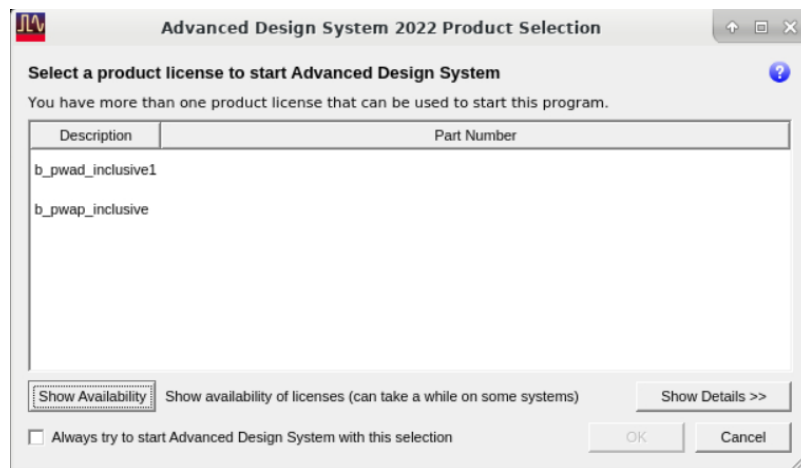 Advanced Design System 2022 Product Selection
Select a product license to start Advanced Design System
You have more than one product license that can be used to start this program.
Description Part Number
b_pwad_inclusive1
b_pwap_inclusive
Show Availability Show availability of licenses (can take a while on some systems) Show Details >>
Always try to start Advanced Design System with this selection OK Cancel